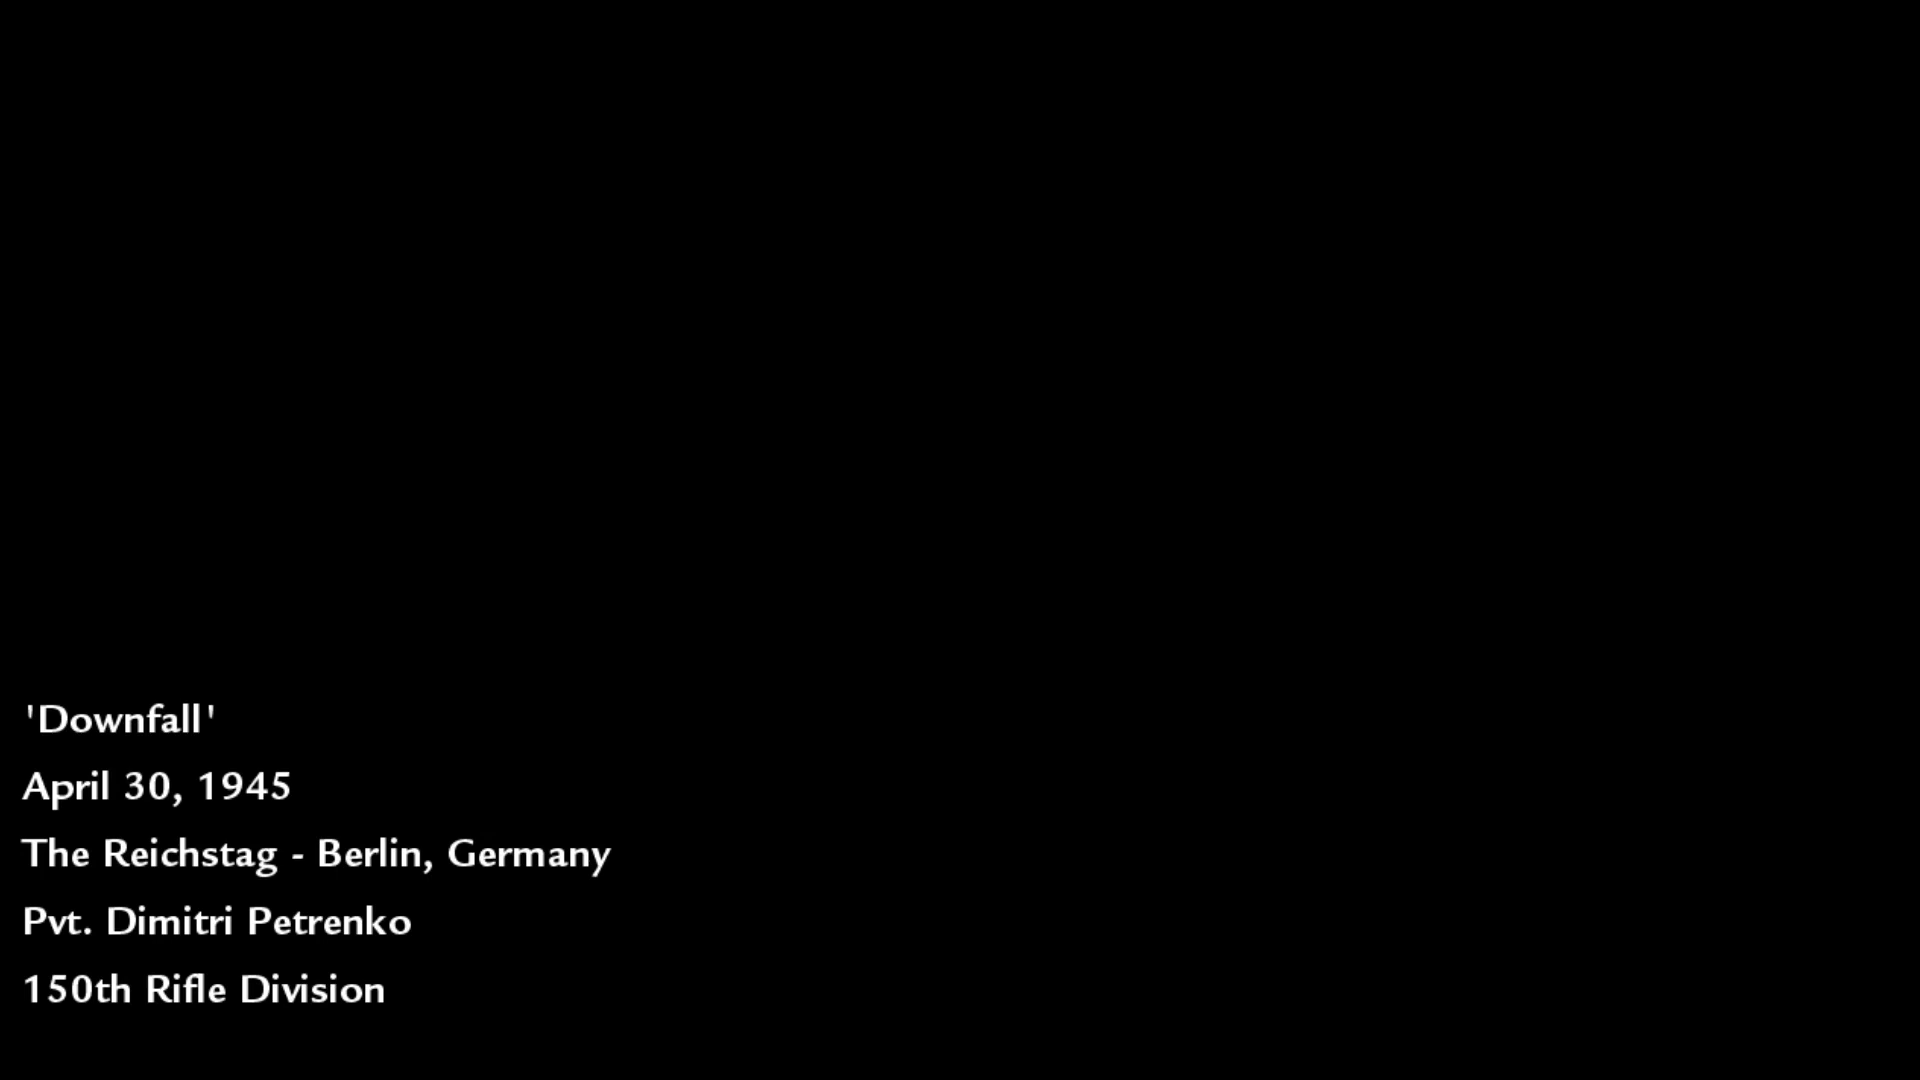 'Downfall'
April 30, 1945
The Reichstag - Berlin, Germany
Pvt. Dimitri Petrenko
150th Rifle Division